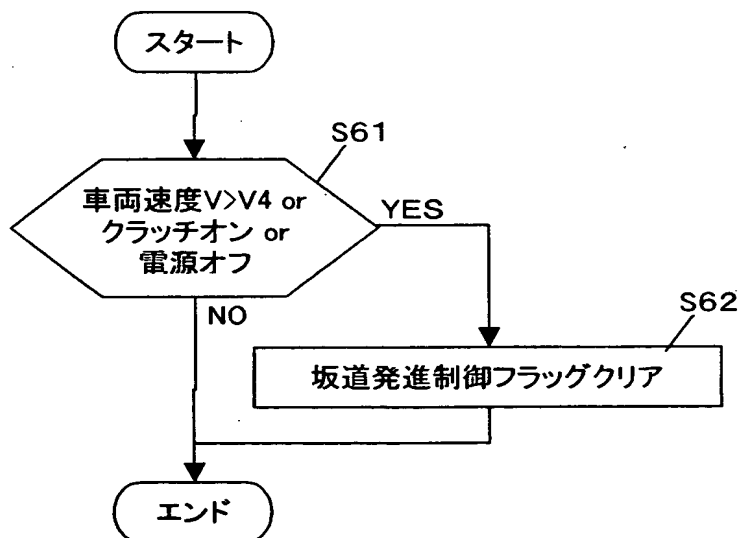 スタート
S61
車両速度V>V4 or
クラッチオン or
電源オフ
YES
NO
S62
坂道発進制御フラッグクリア
エンド